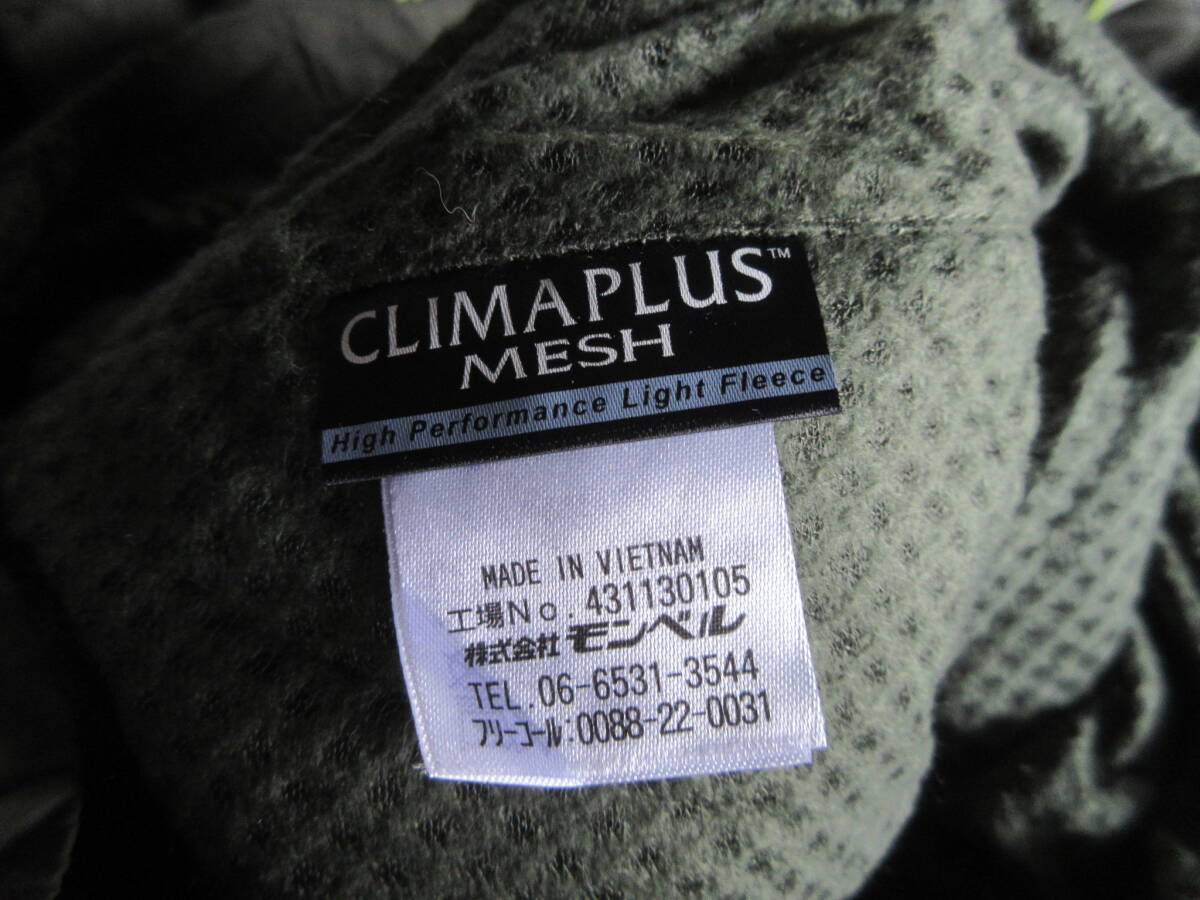 CLIMAPLUS™
MESH
High Performance Light Fleece
MADE IN VIETNAM
工場No. 431130105
株式会社モンベル
TEL. 06-6531-3544
フリーコール:0088-22-0031